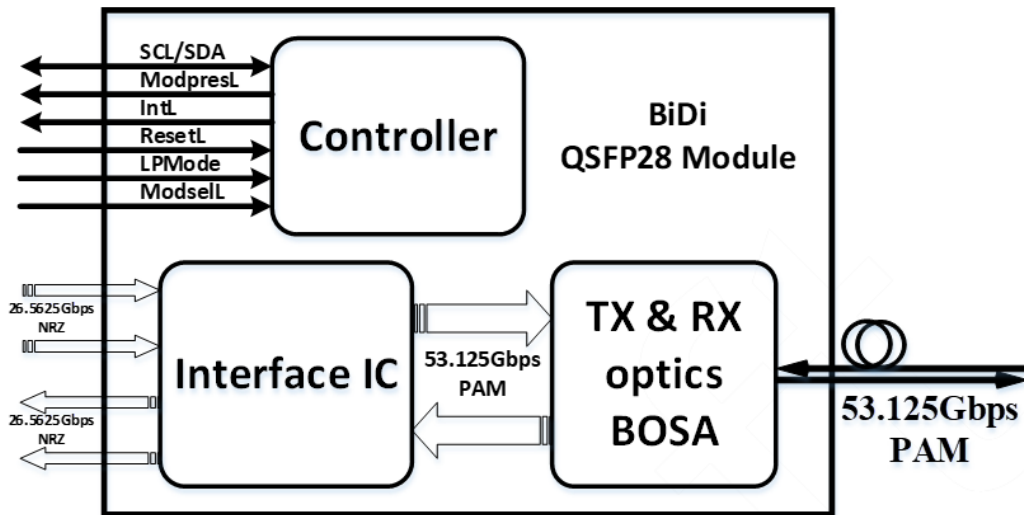 SCL/SDA
ModpresL
IntL
ResetL
LPMode
ModselL
Controller
BiDi
QSFP28 Module
26.5625Gbps
NRZ
26.5625Gbps
NRZ
Interface IC
53.125Gbps
PAM
TX & RX
optics
BOSA
53.125Gbps
PAM